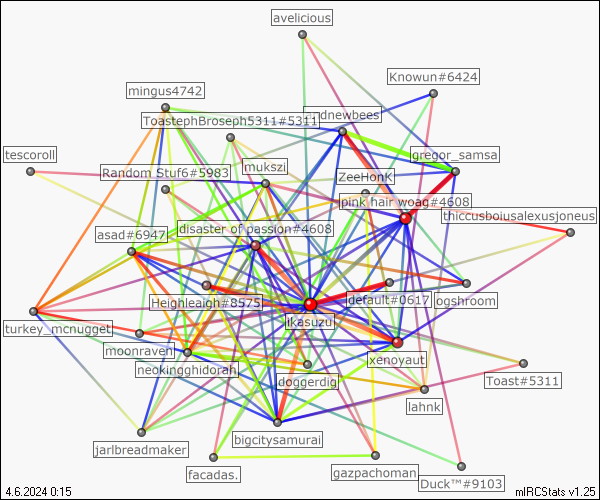 avelicious
Knowun#6424
mingus4742
ToastephBroseph5311#5311
dnewbees
gregor_samsa
tescoroll
Random Stuf6#5983
mukszi
ZeeHonK
pink hair woag#4608
thiccusboiusalexusjoneus
asad#6947
disaster of passion#4608
Heighleaigh#8575
default#0617
ogshroom
ikasuzul
turkey_mcnugget
moonraven
xenoyaut
neokingghidorah
doggerdig
Toast#5311
lahnk
jarlbreadmaker
bigcitysamurai
facadas.
gazpachoman
Duck™#9103
4.6.2024 0:15
mIRCStats v1.25